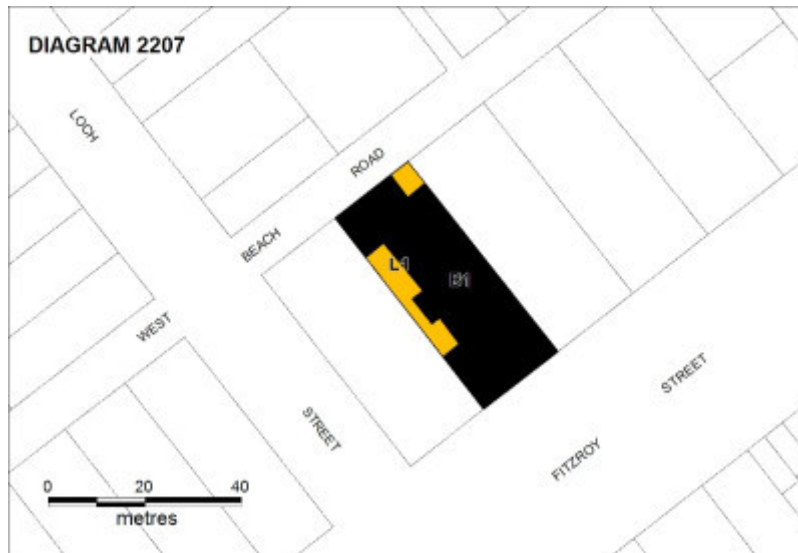 DIAGRAM 2207
LOCH
STREET
WEST
BEACH
ROAD
L1
B1
FITZROY
STREET
0 20 40
metres